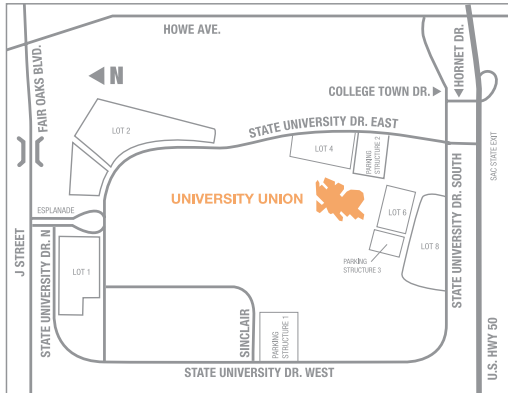 HOWE AVE.
FAIR OAKS BLVD.
N
HORNET DR.
COLLEGE TOWN DR.
LOT 2
STATE UNIVERSITY DR. EAST
LOT 4
PARKING
STRUCTURE 2
SAC STATE EXIT
UNIVERSITY UNION
ESPLANADE
LOT 6
LOT 8
STATE UNIVERSITY DR. SOUTH
J STREET
STATE UNIVERSITY DR. N
LOT 1
PARKING
STRUCTURE 3
SINCLAIR
PARKING
STRUCTURE 1
STATE UNIVERSITY DR. WEST
U.S. HWY 50